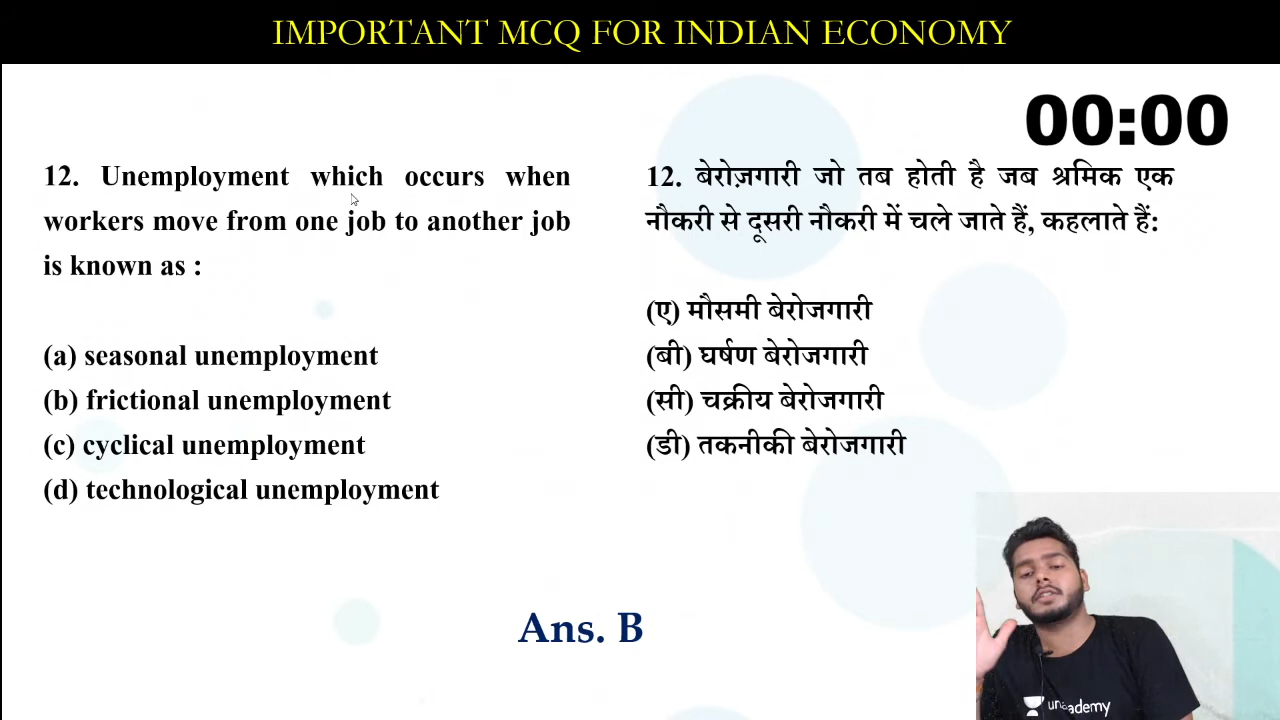 IMPORTANT MCQ FOR INDIAN ECONOMY
00:00
12. Unemployment which occurs when
workers move from one job to another job
is known as :
(a) seasonal unemployment
(b) frictional unemployment
(c) cyclical unemployment
(d) technological unemployment
12. बेरोज़गारी जो तब होती है जब श्रमिक एक
नौकरी से दूसरी नौकरी में चले जाते हैं, कहलाते हैं:
(ए) मौसमी बेरोजगारी
(बी) घर्षण बेरोजगारी
(सी) चक्रीय बेरोजगारी
(डी) तकनीकी बेरोजगारी
Ans. B